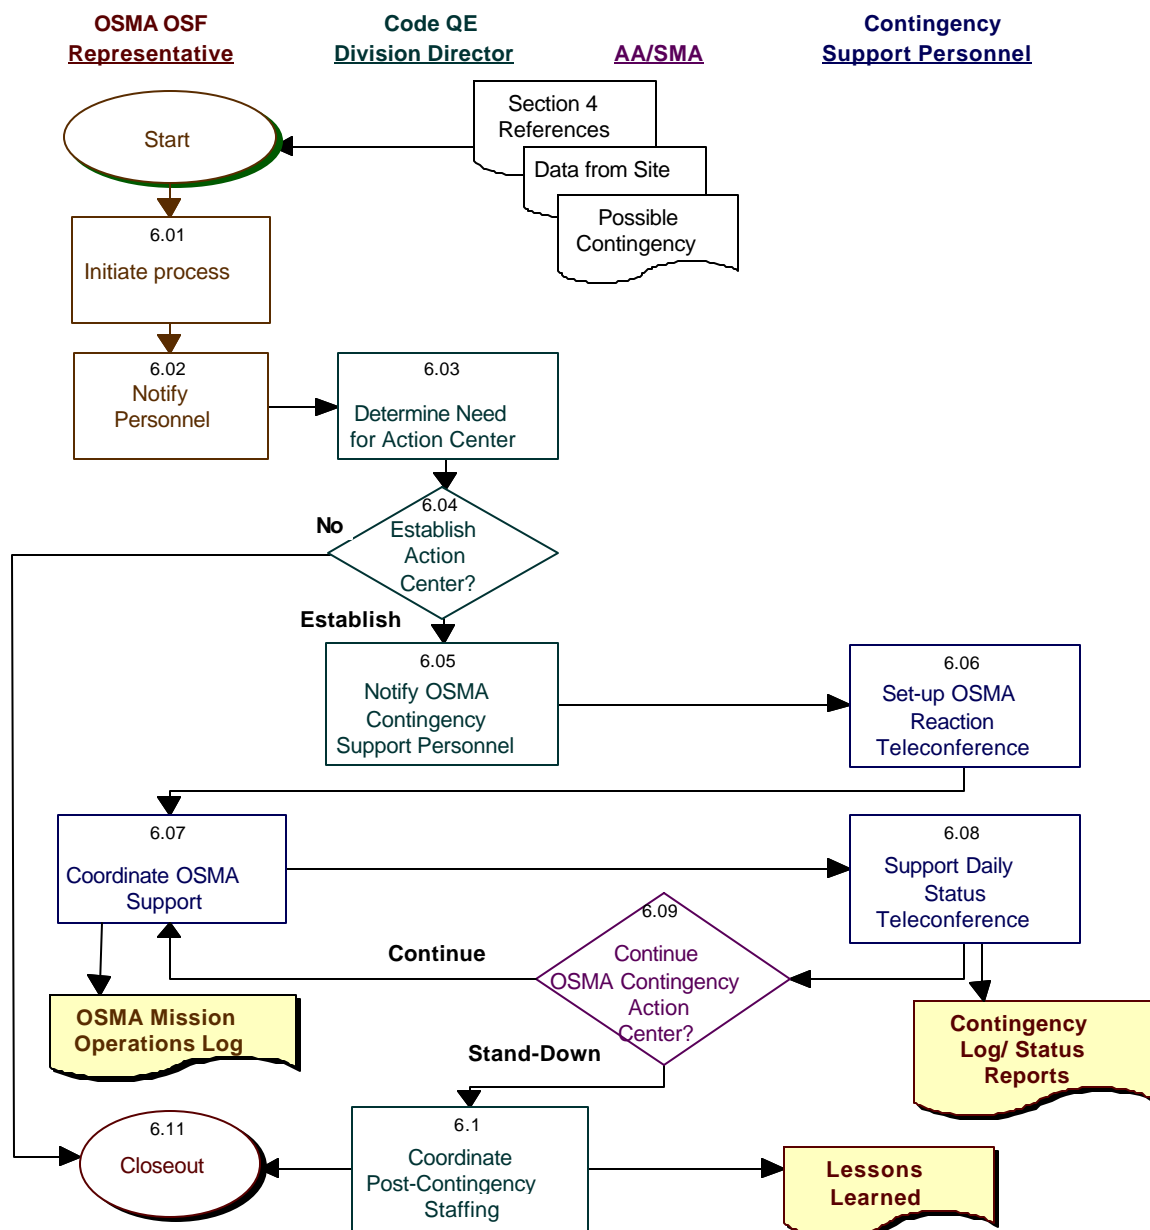 OSMA OSF
Representative
Code QE
Division Director
AA/SMA
Contingency
Support Personnel
Start
Section 4
References
Data from Site
Possible
Contingency
6.01
Initiate process
6.02
Notify
Personnel
6.03
Determine Need
for Action Center
6.04
Establish
Action
Center?
No
Establish
6.05
Notify OSMA
Contingency
Support Personnel
6.06
Set-up OSMA
Reaction
Teleconference
6.07
Coordinate OSMA
Support
6.08
Support Daily
Status
Teleconference
6.09
Continue
OSMA Contingency
Action
Center?
Continue
Stand-Down
OSMA Mission
Operations Log
Contingency
Log/ Status
Reports
6.11
Closeout
6.1
Coordinate
Post-Contingency
Staffing
Lessons
Learned